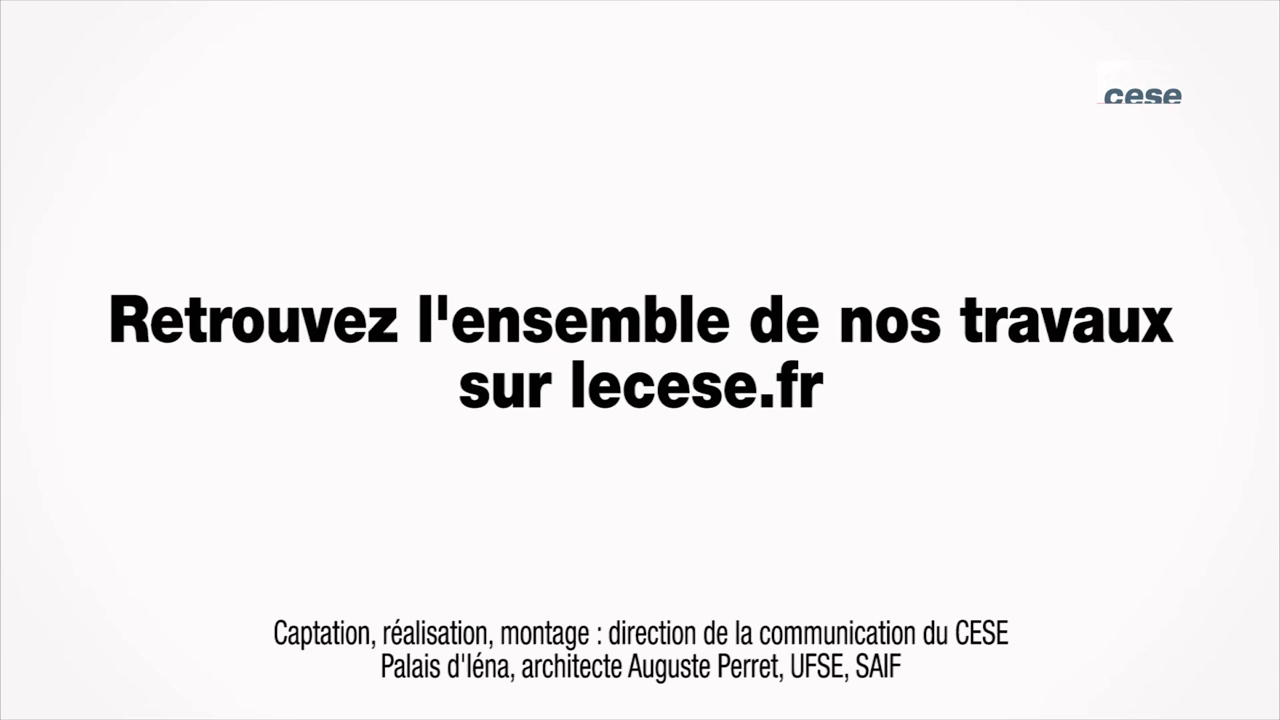 cese
Retrouvez l'ensemble de nos travaux
sur lecese.fr
Captation, réalisation, montage : direction de la communication du CESE
Palais d'Iéna, architecte Auguste Perret, UFSE, SAIF